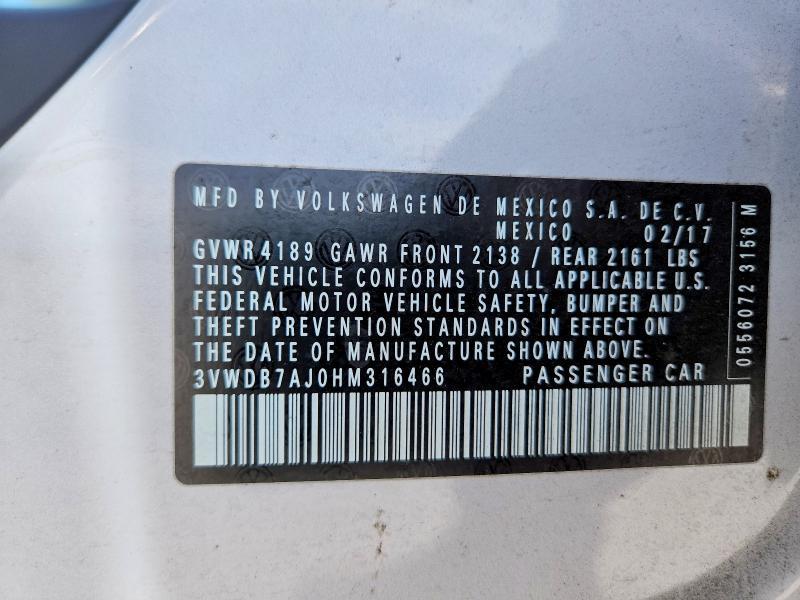 MFD BY VOLKSWAGEN DE MEXICO S.A. DE C.V.
MEXICO 02/17
GVWR 4189 GAWR FRONT 2138 / REAR 2161 LBS
THIS VEHICLE CONFORMS TO ALL APPLICABLE U.S.
FEDERAL MOTOR VEHICLE SAFETY, BUMPER AND
THEFT PREVENTION STANDARDS IN EFFECT ON
THE DATE OF MANUFACTURE SHOWN ABOVE.
3VWDB7AJ0HM316466 PASSENGER CAR
0556072 3156 M